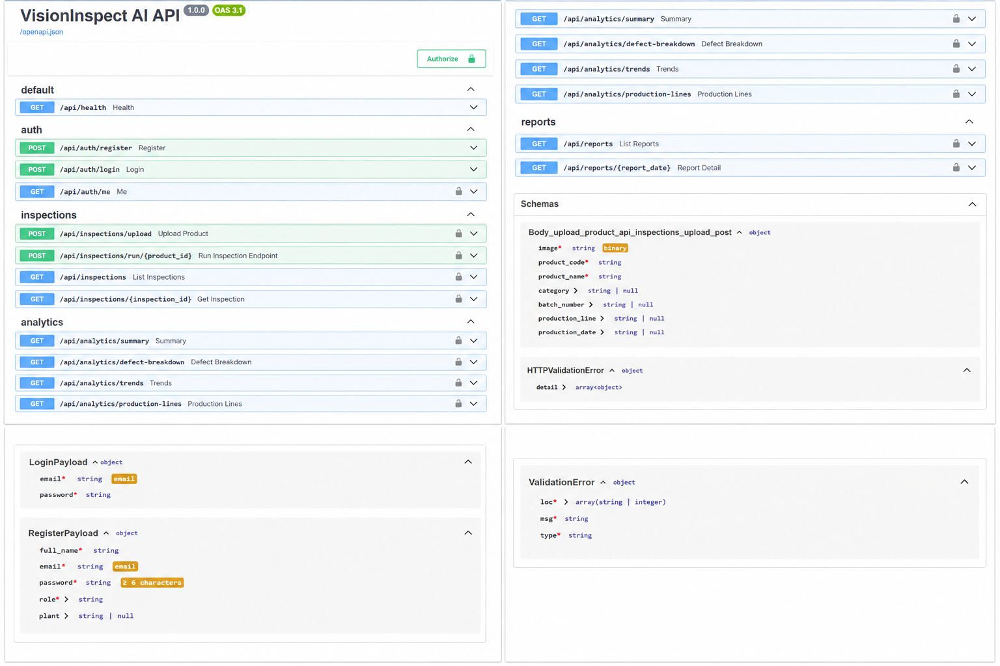 VisionInspect AI API 1.0.0 OAS 3.1
/openapi.json
Authorize
default
GET /api/health Health
auth
POST /api/auth/register Register
POST /api/auth/login Login
GET /api/auth/me Me
inspections
POST /api/inspections/upload Upload Product
POST /api/inspections/run/{product_id} Run Inspection Endpoint
GET /api/inspections List Inspections
GET /api/inspections/{inspection_id} Get Inspection
analytics
GET /api/analytics/summary Summary
GET /api/analytics/defect-breakdown Defect Breakdown
GET /api/analytics/trends Trends
GET /api/analytics/production-lines Production Lines
GET /api/analytics/summary Summary
GET /api/analytics/defect-breakdown Defect Breakdown
GET /api/analytics/trends Trends
GET /api/analytics/production-lines Production Lines
reports
GET /api/reports List Reports
GET /api/reports/{report_date} Report Detail
Schemas
Body_upload_product_api_inspections_upload_post object
image* string binary
product_code* string
product_name* string
category string | null
batch_number string | null
production_line string | null
production_date string | null
HTTPValidationError object
detail array<object>
LoginPayload object
email* string email
password* string
RegisterPayload object
full_name* string
email* string email
password* string ≥ 6 characters
role* string
plant string | null
ValidationError object
loc* array(string | integer)
msg* string
type* string